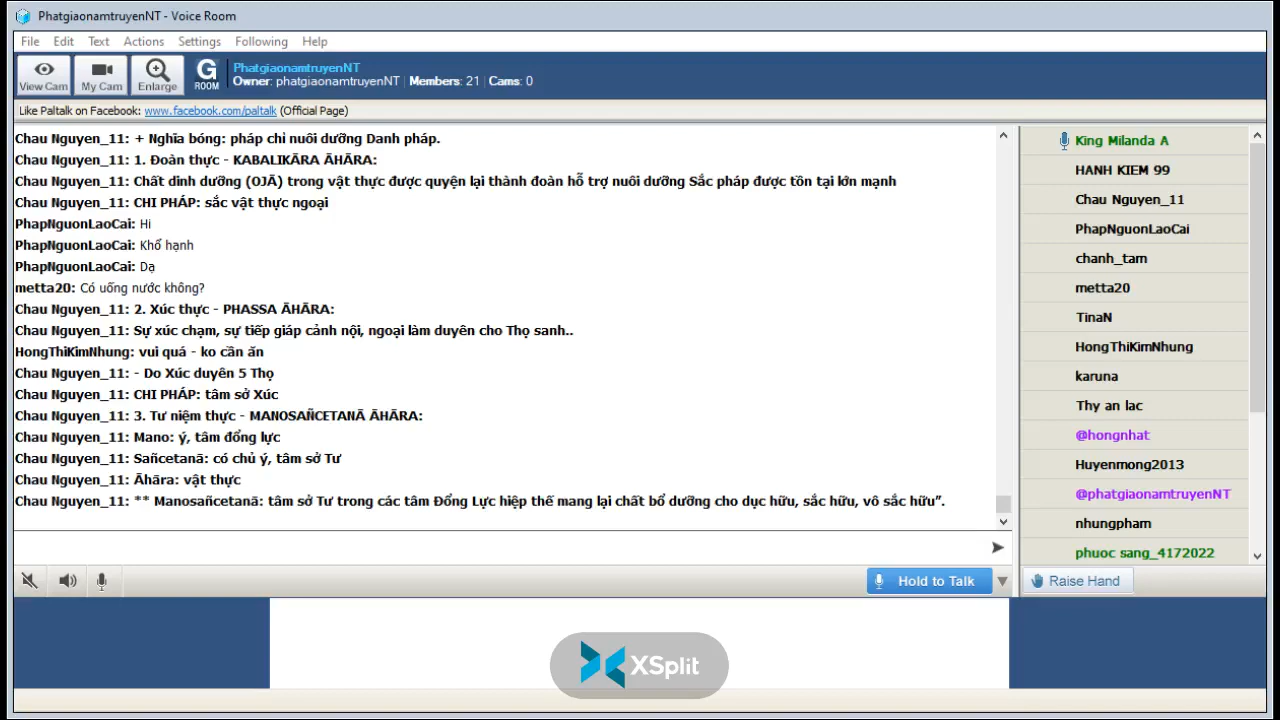 PhatgiaonamtruyenNT - Voice Room
File Edit Text Actions Settings Following Help
View Cam My Cam Enlarge G ROOM PhatgiaonamtruyenNT
Owner: phatgiaonamtruyenNT | Members: 21 | Cams: 0
Like Paltalk on Facebook: www.facebook.com/paltalk (Official Page)
Chau Nguyen_11: + Nghĩa bóng: pháp chỉ nuôi dưỡng Danh pháp.
Chau Nguyen_11: 1. Đoàn thực - KABALIKĀRA ĀHĀRA:
Chau Nguyen_11: Chất dinh dưỡng (OJĀ) trong vật thực được quyện lại thành đoàn hỗ trợ nuôi dưỡng Sắc pháp được tồn tại lớn mạnh
Chau Nguyen_11: CHI PHÁP: sắc vật thực ngoại
PhapNguonLaoCai: Hi
PhapNguonLaoCai: Khổ hạnh
PhapNguonLaoCai: Dạ
metta20: Có uống nước không?
Chau Nguyen_11: 2. Xúc thực - PHASSA ĀHĀRA:
Chau Nguyen_11: Sự xúc chạm, sự tiếp giáp cảnh nội, ngoại làm duyên cho Thọ sanh..
HongThiKimNhung: vui quá - ko cần ăn
Chau Nguyen_11: - Do Xúc duyên 5 Thọ
Chau Nguyen_11: CHI PHÁP: tâm sở Xúc
Chau Nguyen_11: 3. Tư niệm thực - MANOSAÑCETANĀ ĀHĀRA:
Chau Nguyen_11: Mano: ý, tâm đổng lực
Chau Nguyen_11: Sañcetanā: có chủ ý, tâm sở Tư
Chau Nguyen_11: Āhāra: vật thực
Chau Nguyen_11: ** Manosañcetanā: tâm sở Tư trong các tâm Đổng Lực hiệp thế mang lại chất bổ dưỡng cho dục hữu, sắc hữu, vô sắc hữu”.
King Milanda A
HANH KIEM 99
Chau Nguyen_11
PhapNguonLaoCai
chanh_tam
metta20
TinaN
HongThiKimNhung
karuna
Thy an lac
@hongnhat
Huyenmong2013
@phatgiaonamtruyenNT
nhungpham
phuoc sang_4172022
Hold to Talk
Raise Hand
XSplit